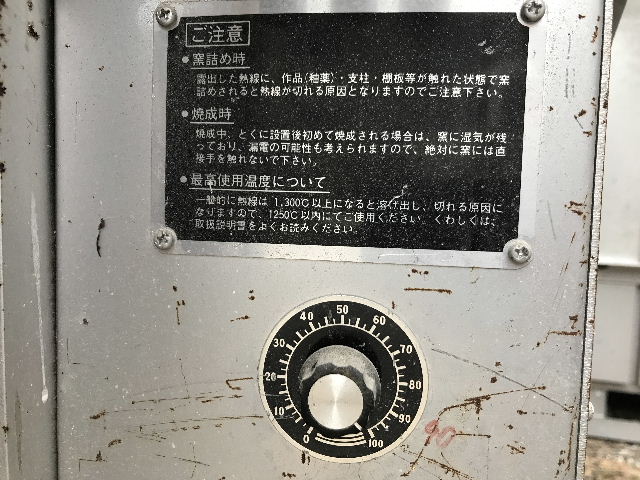 ご注意
●窯詰め時
露出した熱線に、作品(釉薬)・支柱・棚板等が触れた状態で窯
詰めされると熱線が切れる原因となりますのでご注意下さい。
●焼成時
焼成中、とくに設置後初めて焼成される場合は、窯に湿気が残
っており、漏電の可能性も考えられますので、絶対に窯には直
接手を触れないで下さい。
●最高使用温度について
一般的に熱線は1,300℃以上になると溶け出し、切れる原因に
なりますので、1250℃以内にてご使用ください。くわしくは、
取扱説明書をよくお読みください。
0 10 20 30 40 50 60 70 80 90 100
90